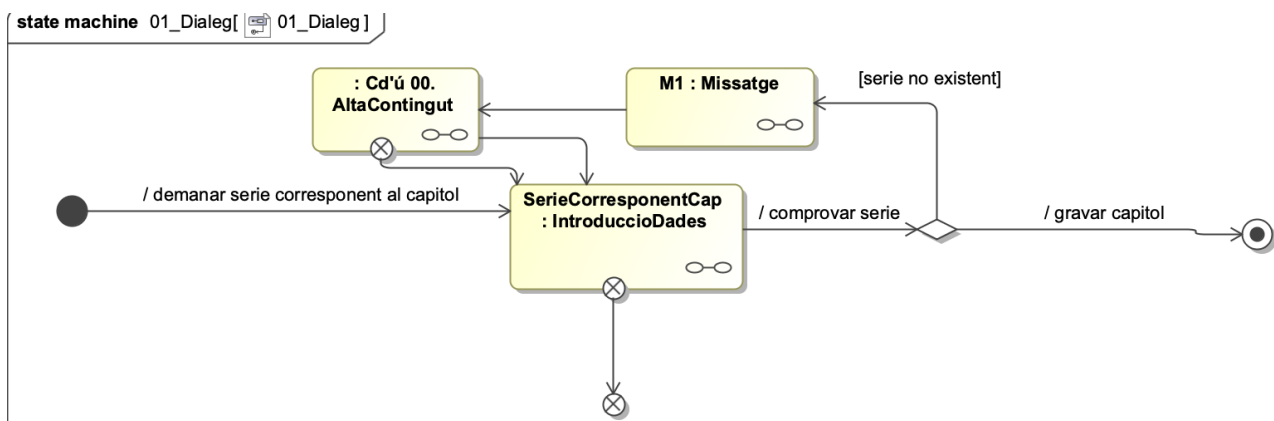 state machine 01_Dialeg[ 01_Dialeg ]
: Cd'ú 00.
AltaContingut
M1 : Missatge
[serie no existent]
/ demanar serie corresponent al capitol
SerieCorresponentCap
: IntroduccioDades
/ comprovar serie
/ gravar capitol